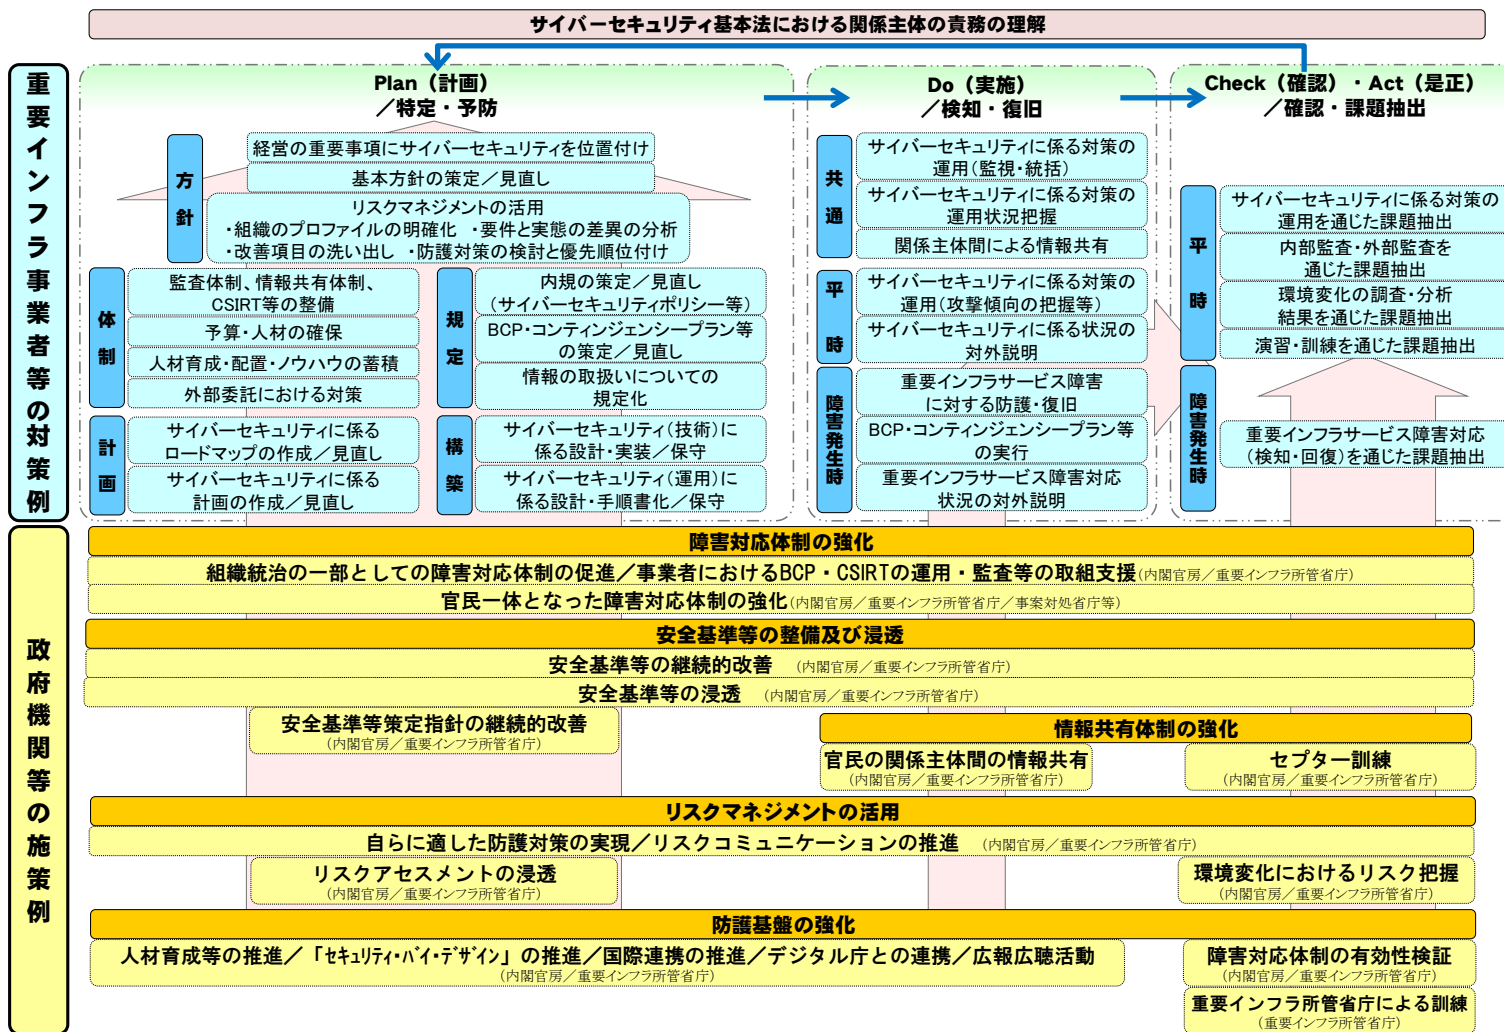 サイバーセキュリティ基本法における関係主体の責務の理解
重要インフラ事業者等の対策例
Plan（計画）
／特定・予防
方針
経営の重要事項にサイバーセキュリティを位置付け
基本方針の策定／見直し
リスクマネジメントの活用
・組織のプロファイルの明確化　・要件と実態の差異の分析
・改善項目の洗い出し　・防護対策の検討と優先順位付け
体制
監査体制、情報共有体制、
CSIRT等の整備
予算・人材の確保
人材育成・配置・ノウハウの蓄積
外部委託における対策
規定
内規の策定／見直し
（サイバーセキュリティポリシー等）
BCP・コンティンジェンシープラン等
の策定／見直し
情報の取扱いについての
規定化
計画
サイバーセキュリティに係る
ロードマップの作成／見直し
サイバーセキュリティに係る
計画の作成／見直し
構築
サイバーセキュリティ（技術）に
係る設計・実装／保守
サイバーセキュリティ（運用）に
係る設計・手順書化／保守
Do（実施）
／検知・復旧
共通
サイバーセキュリティに係る対策の
運用（監視・統括）
サイバーセキュリティに係る対策の
運用状況把握
関係主体間による情報共有
平時
サイバーセキュリティに係る対策の
運用（攻撃傾向の把握等）
サイバーセキュリティに係る状況の
対外説明
障害発生時
重要インフラサービス障害
に対する防護・復旧
BCP・コンティンジェンシープラン等
の実行
重要インフラサービス障害対応
状況の対外説明
Check（確認）・Act（是正）
／確認・課題抽出
平時
サイバーセキュリティに係る対策の
運用を通じた課題抽出
内部監査・外部監査を
通じた課題抽出
環境変化の調査・分析
結果を通じた課題抽出
演習・訓練を通じた課題抽出
障害発生時
重要インフラサービス障害対応
（検知・回復）を通じた課題抽出
政府機関等の施策例
障害対応体制の強化
組織統治の一部としての障害対応体制の促進／事業者におけるBCP・CSIRTの運用・監査等の取組支援（内閣官房／重要インフラ所管省庁）
官民一体となった障害対応体制の強化（内閣官房／重要インフラ所管省庁／事案対処省庁等）
安全基準等の整備及び浸透
安全基準等の継続的改善　（内閣官房／重要インフラ所管省庁）
安全基準等の浸透　（内閣官房／重要インフラ所管省庁）
安全基準等策定指針の継続的改善
（内閣官房／重要インフラ所管省庁）
情報共有体制の強化
官民の関係主体間の情報共有
（内閣官房／重要インフラ所管省庁）
セプター訓練
（内閣官房／重要インフラ所管省庁）
リスクマネジメントの活用
自らに適した防護対策の実現／リスクコミュニケーションの推進　（内閣官房／重要インフラ所管省庁）
リスクアセスメントの浸透
（内閣官房／重要インフラ所管省庁）
環境変化におけるリスク把握
（内閣官房／重要インフラ所管省庁）
防護基盤の強化
人材育成等の推進／「セキュリティ・バイ・デザイン」の推進／国際連携の推進／デジタル庁との連携／広報広聴活動
（内閣官房／重要インフラ所管省庁）
障害対応体制の有効性検証
（内閣官房／重要インフラ所管省庁）
重要インフラ所管省庁による訓練
（重要インフラ所管省庁）